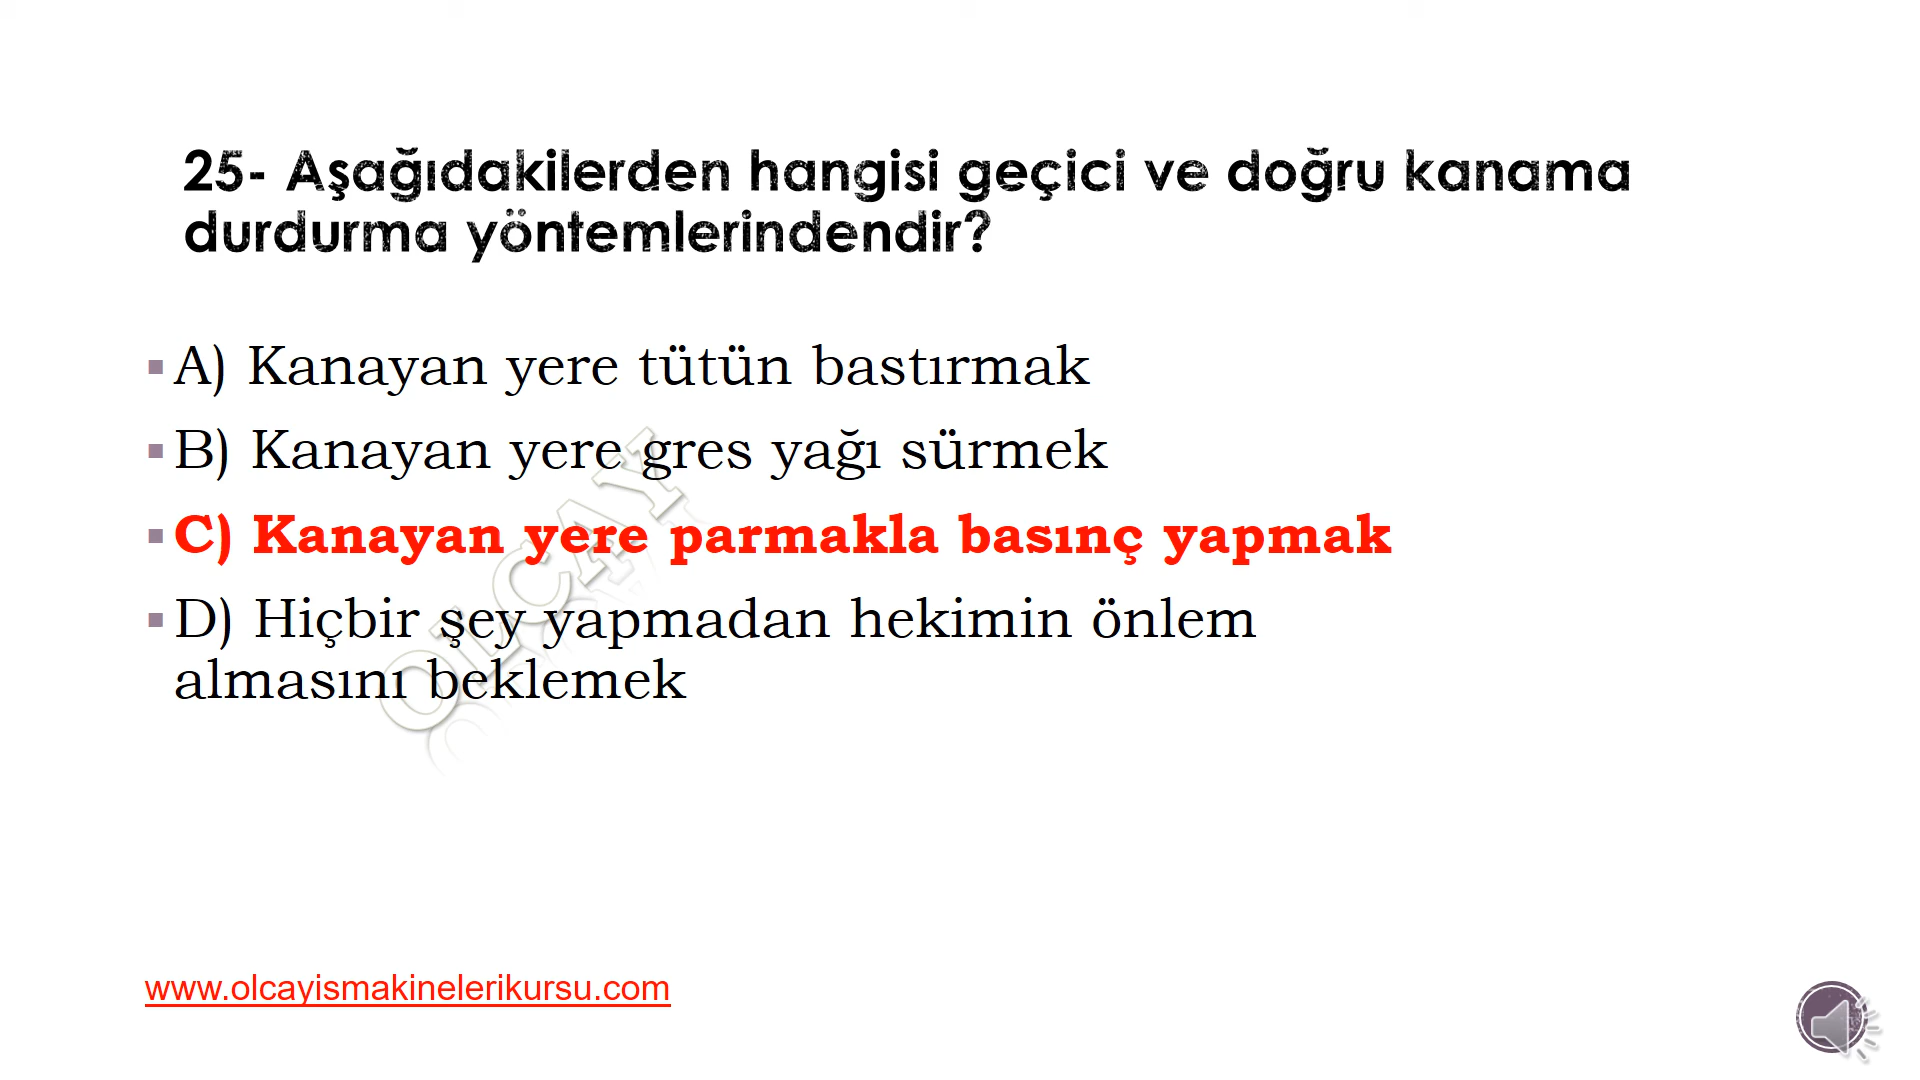 25- Aşağıdakilerden hangisi geçici ve doğru kanama
durdurma yöntemlerindendir?
A) Kanayan yere tütün bastırmak
B) Kanayan yere gres yağı sürmek
C) Kanayan yere parmakla basınç yapmak
D) Hiçbir şey yapmadan hekimin önlem
almasını beklemek
OLCAY
www.olcayismakinelerikursu.com